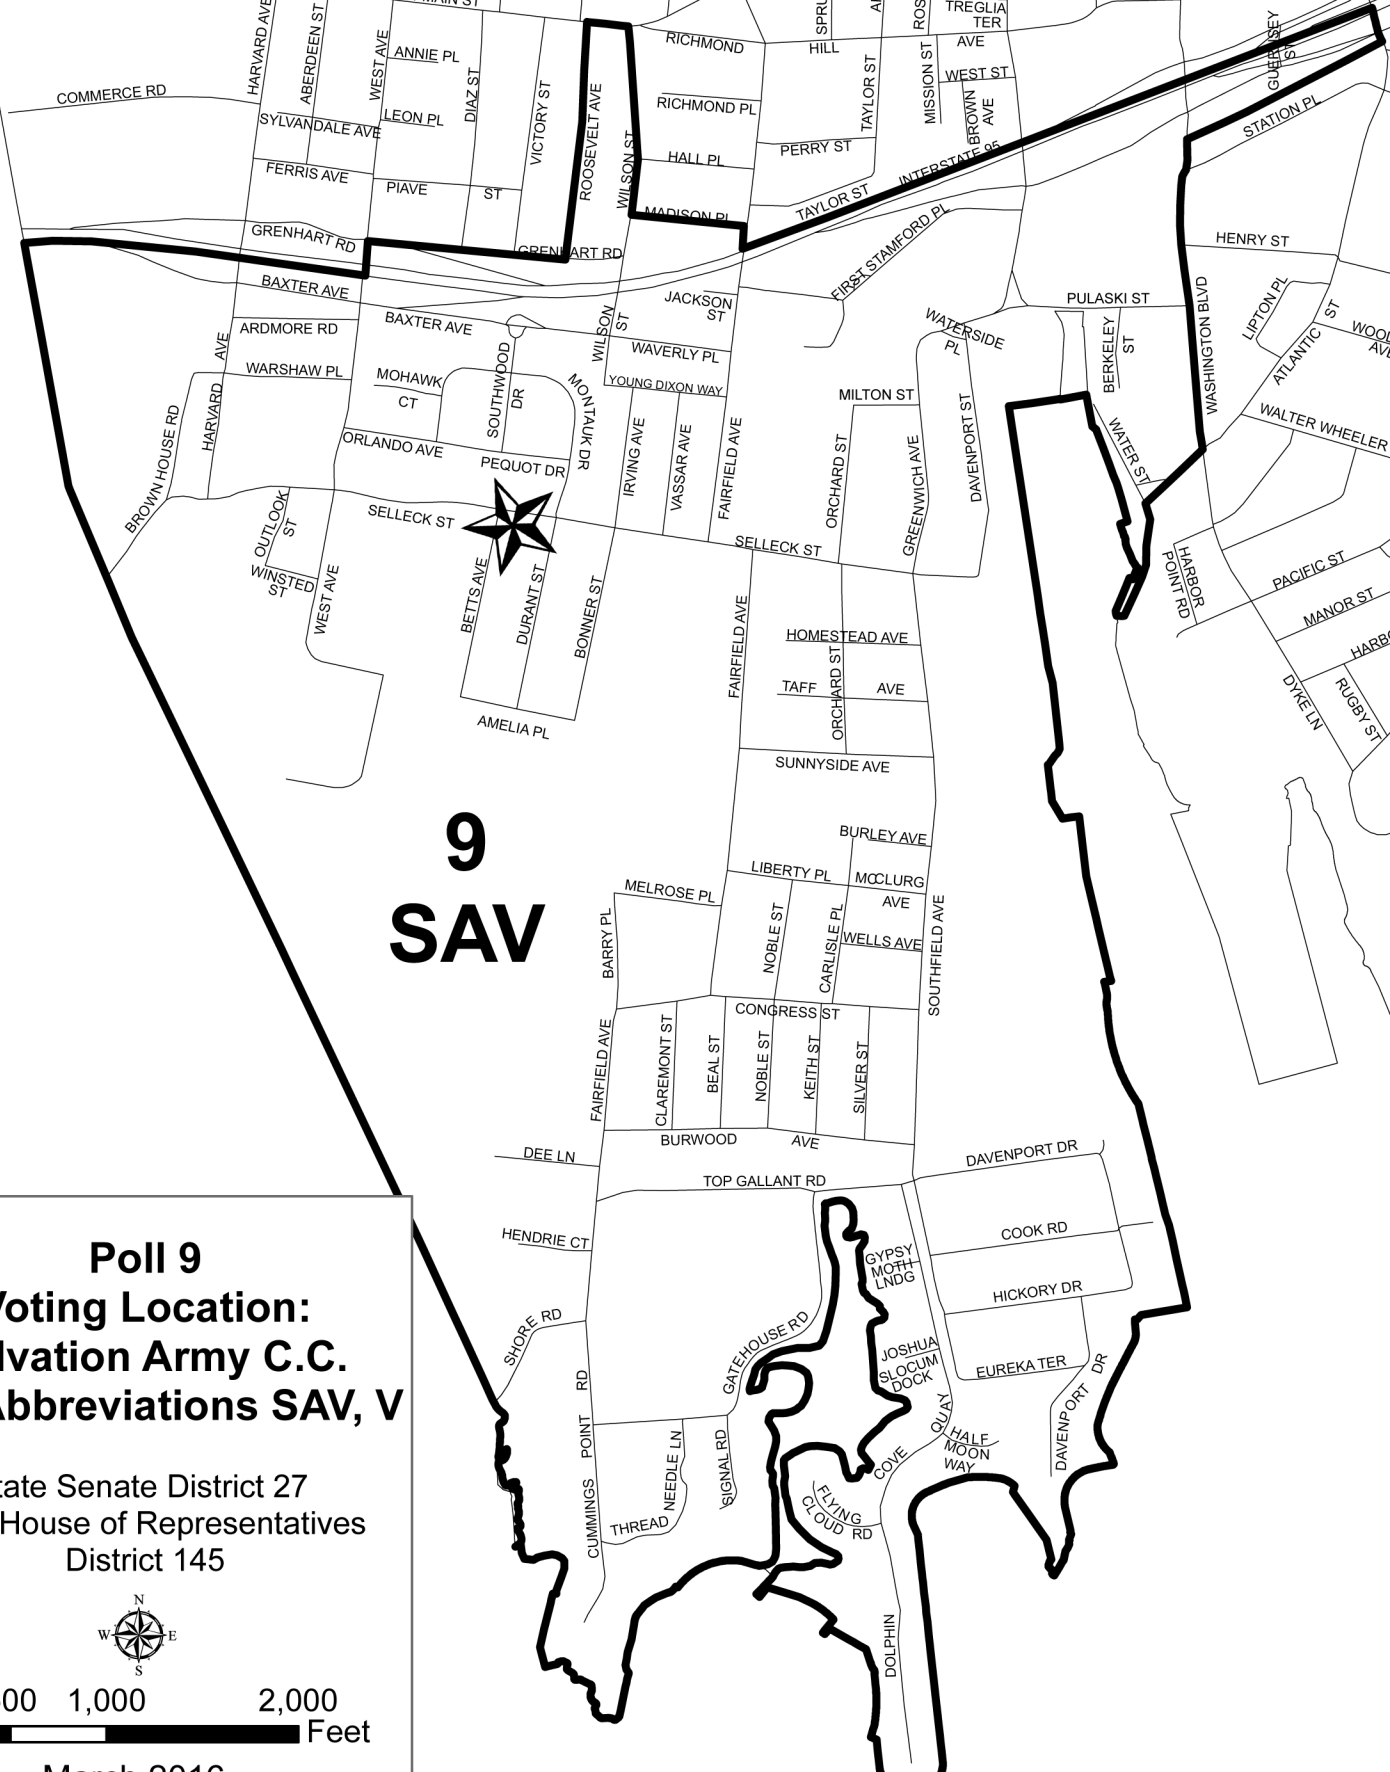 MAIN ST
TREGLIA
TER
HARVARD AVE
ABERDEEN ST
WEST AVE
ANNIE PL
DIAZ ST
VICTORY ST
ROOSEVELT AVE
WILSON ST
RICHMOND
HILL
AVE
MISSION ST
WEST ST
BROWN
AVE
GUERNSEY
ST
COMMERCE RD
SYLVANDALE AVE
LEON PL
RICHMOND PL
TAYLOR ST
STATION PL
FERRIS AVE
PIAVE
ST
HALL PL
PERRY ST
INTERSTATE 95
TAYLOR ST
MADISON PL
GRENHART RD
GRENHART RD
FIRST STAMFORD PL
HENRY ST
BAXTER AVE
BAXTER AVE
JACKSON
ST
PULASKI ST
WASHINGTON BLVD
LIPTON PL
ATLANTIC
ST
ARDMORE RD
WILSON
ST
WATERSIDE
PL
BERKELEY
ST
WAVERLY PL
HARVARD
AVE
WARSHAW PL
MOHAWK
CT
SOUTHWOOD
DR
MONTAUK DR
YOUNG DIXON WAY
MILTON ST
WALTER WHEELER
BROWN HOUSE RD
ORLANDO AVE
PEQUOT DR
IRVING AVE
VASSAR AVE
FAIRFIELD AVE
ORCHARD ST
GREENWICH AVE
DAVENPORT ST
WATER ST
OUTLOOK
ST
SELLECK ST
SELLECK ST
HARBOR
POINT RD
PACIFIC ST
MANOR ST
WINSTED
ST
WEST AVE
BETTS AVE
DURANT ST
BONNER ST
FAIRFIELD AVE
HOMESTEAD AVE
ORCHARD ST
TAFF
AVE
DYKE LN
RUGBY ST
AMELIA PL
SUNNYSIDE AVE
9
SAV
BURLEY AVE
LIBERTY PL
MCCLURG
AVE
MELROSE PL
BARRY PL
NOBLE ST
CARLISLE PL
WELLS AVE
SOUTHFIELD AVE
CONGRESS ST
FAIRFIELD AVE
CLAREMONT ST
BEAL ST
NOBLE ST
KEITH ST
SILVER ST
BURWOOD
AVE
DEE LN
DAVENPORT DR
TOP GALLANT RD
HENDRIE CT
COOK RD
GYPSY
MOTH
LNDG
HICKORY DR
SHORE RD
GATEHOUSE RD
JOSHUA
SLOCUM
DOCK
EUREKA TER
DAVENPORT
DR
CUMMINGS
POINT
RD
QUAY
HALF
MOON
WAY
NEEDLE LN
SIGNAL RD
COVE
THREAD
FLYING
CLOUD
RD
DOLPHIN
Poll 9
Voting Location:
lvation Army C.C.
Abbreviations SAV, V
tate Senate District 27
House of Representatives
District 145
N
W
E
S
00 1,000 2,000
Feet
March 2016